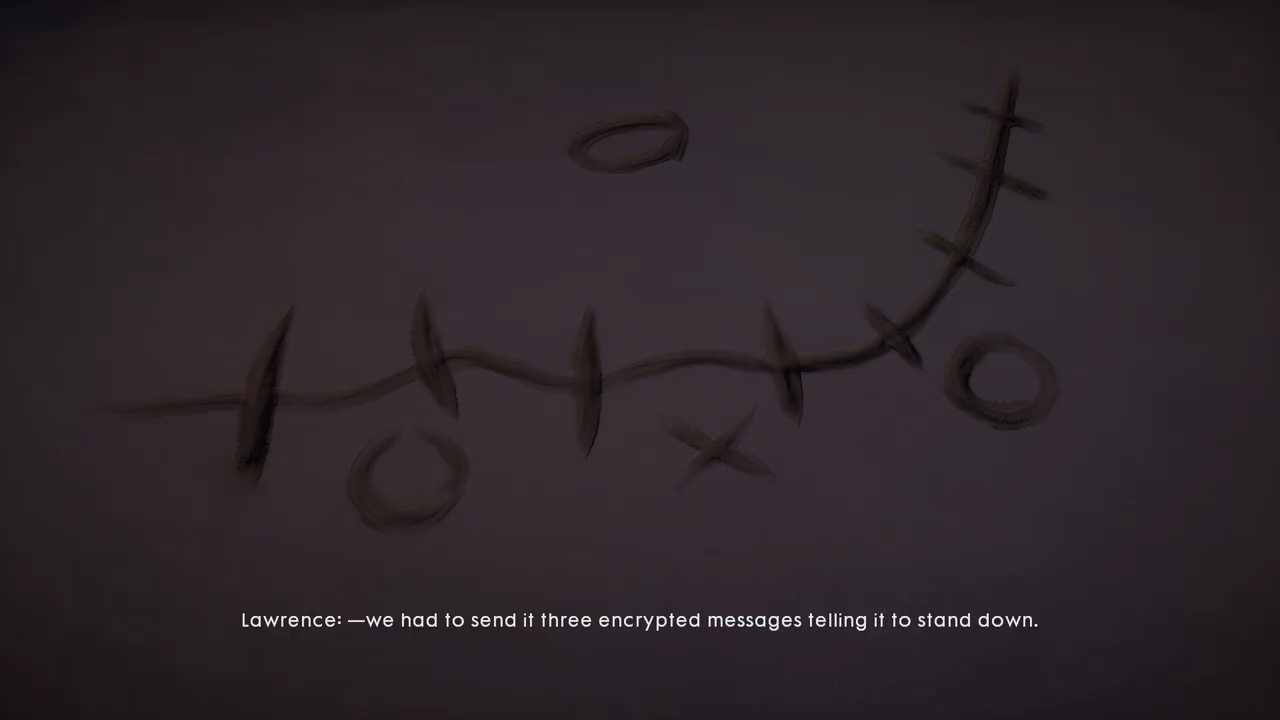 Lawrence: —we had to send it three encrypted messages telling it to stand down.